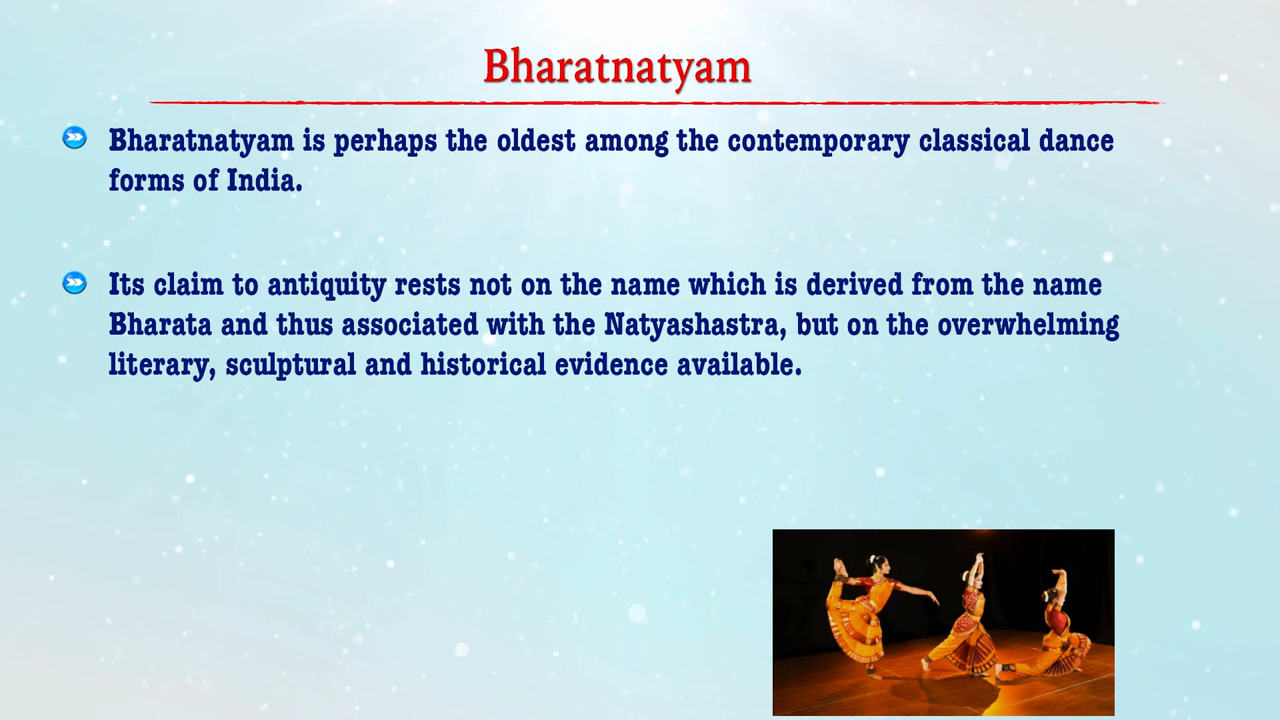 Bharatnatyam
Bharatnatyam is perhaps the oldest among the contemporary classical dance
forms of India.
Its claim to antiquity rests not on the name which is derived from the name
Bharata and thus associated with the Natyashastra, but on the overwhelming
literary, sculptural and historical evidence available.